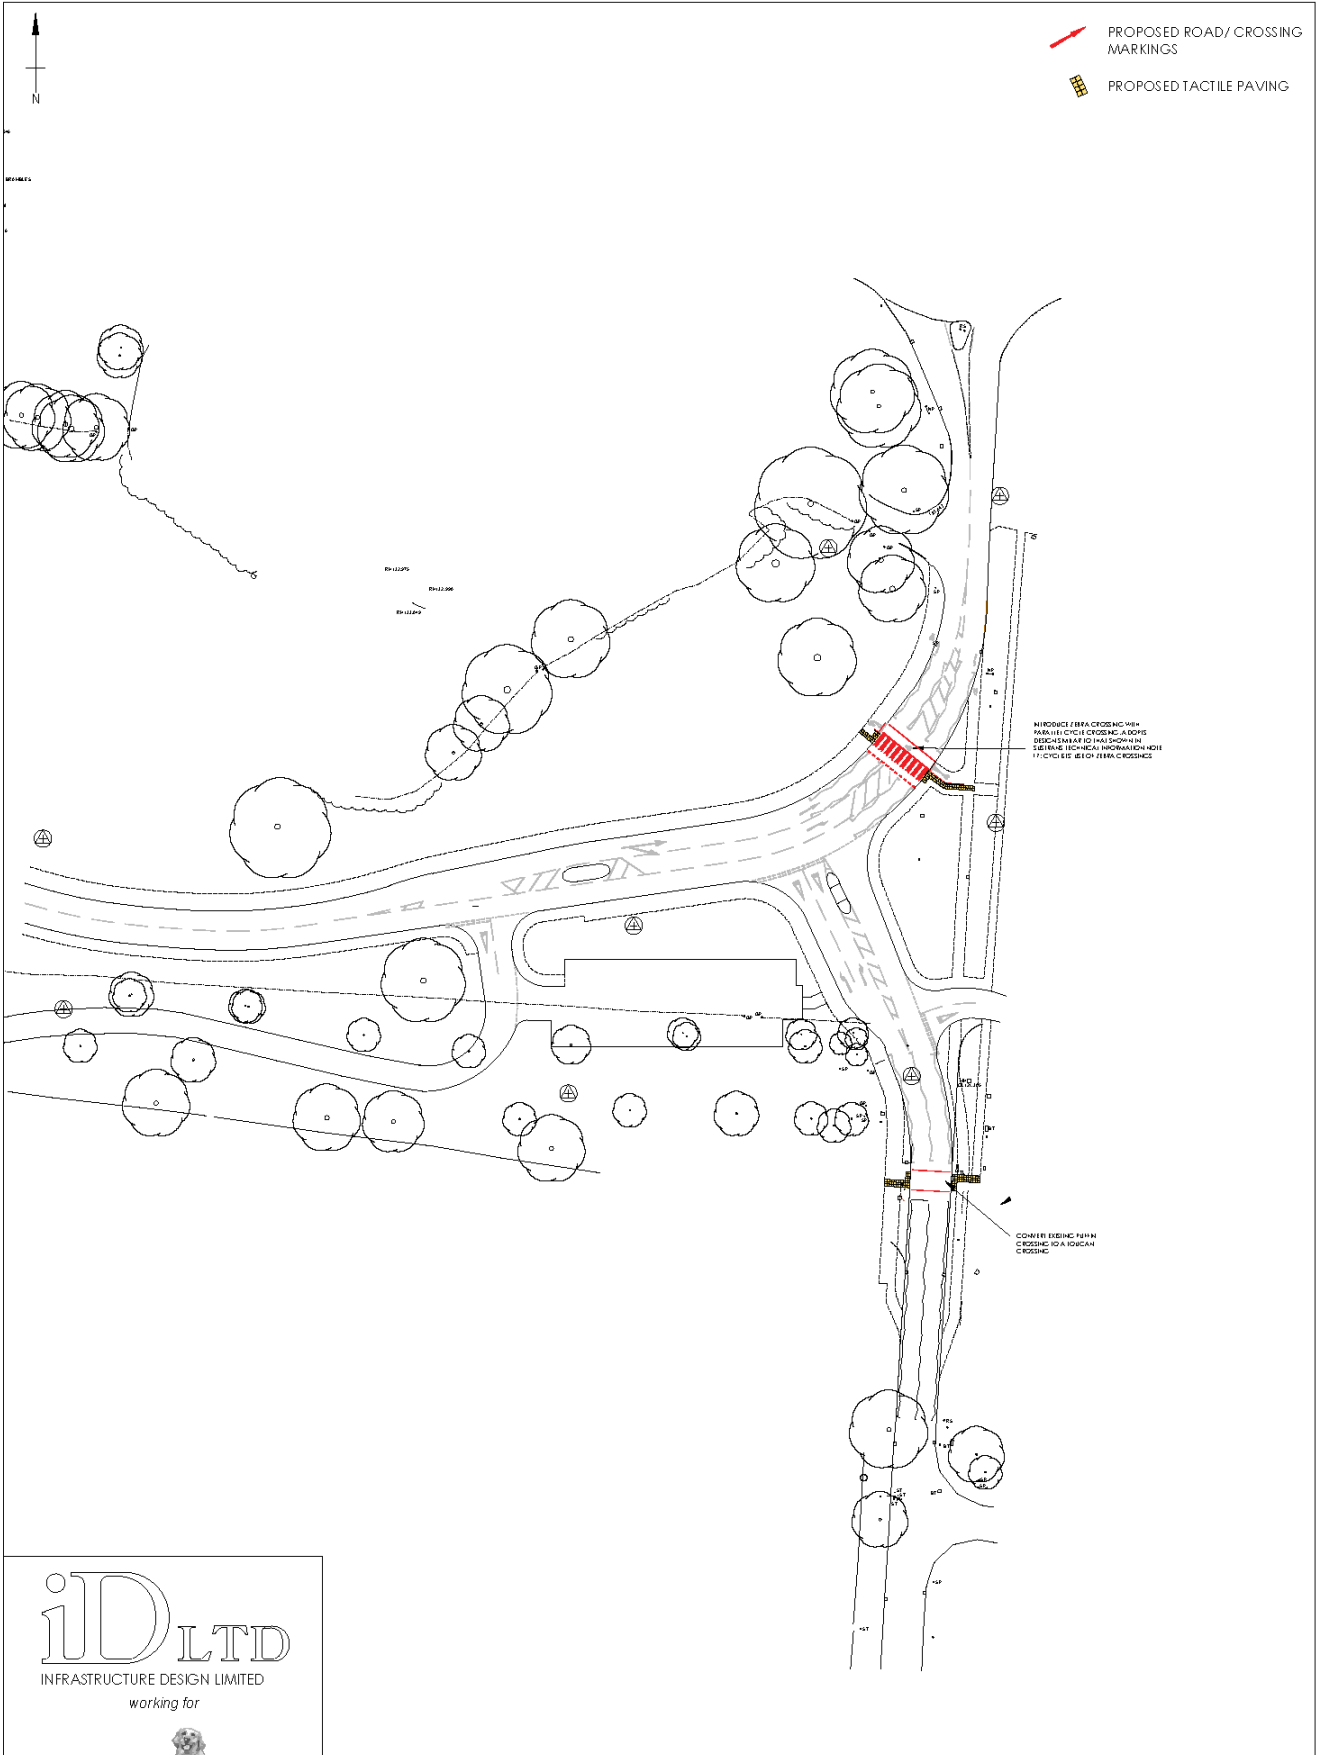 PROPOSED ROAD/ CROSSING
MARKINGS
PROPOSED TACTILE PAVING
N
BRAMBLES
INTRODUCE ZEBRA CROSSING WITH
PARALLEL CYCLE CROSSING. ADOPTS
DESIGN SIMILAR TO THAT SHOWN IN
SUSTRANS TECHNICAL INFORMATION NOTE
17: CYCLISTS' USE OF ZEBRA CROSSINGS
CONVERT EXISTING PUFFIN
CROSSING TO A TOUCAN
CROSSING
iD LTD
INFRASTRUCTURE DESIGN LIMITED
working for